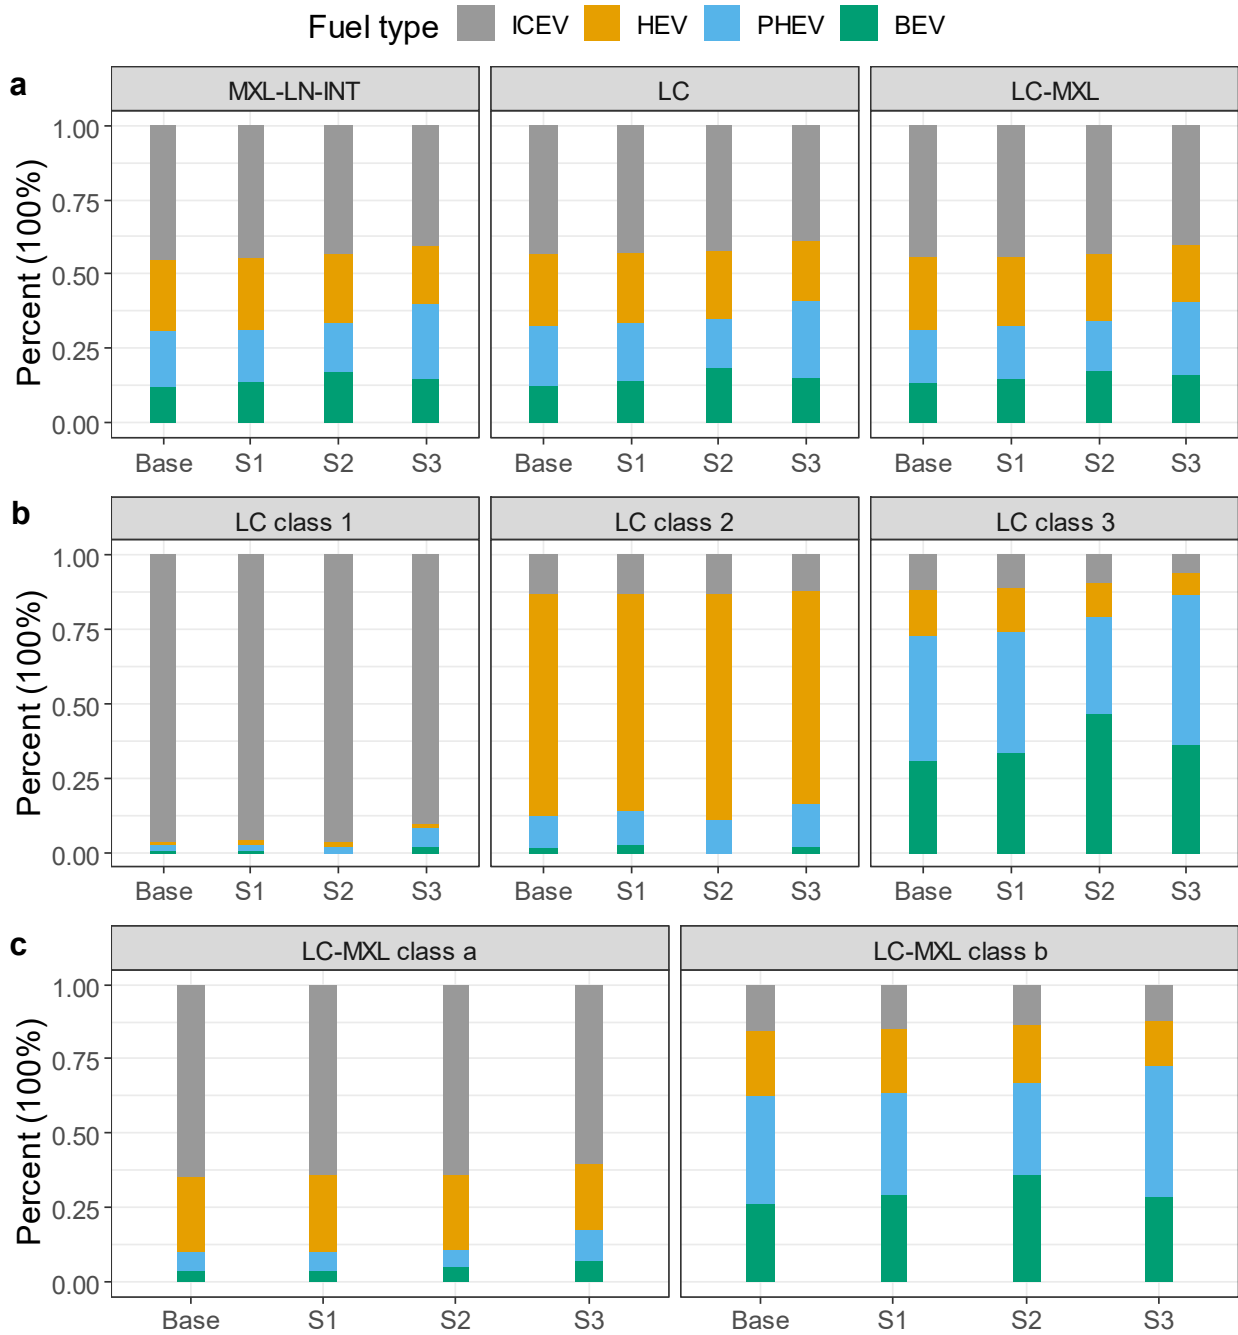 Fuel type ICEV HEV PHEV BEV
a
MXL-LN-INT LC LC-MXL
Percent (100%)
1.00
0.75
0.50
0.25
0.00
Base S1 S2 S3 Base S1 S2 S3 Base S1 S2 S3
b
LC class 1 LC class 2 LC class 3
Percent (100%)
1.00
0.75
0.50
0.25
0.00
Base S1 S2 S3 Base S1 S2 S3 Base S1 S2 S3
c
LC-MXL class a LC-MXL class b
Percent (100%)
1.00
0.75
0.50
0.25
0.00
Base S1 S2 S3 Base S1 S2 S3